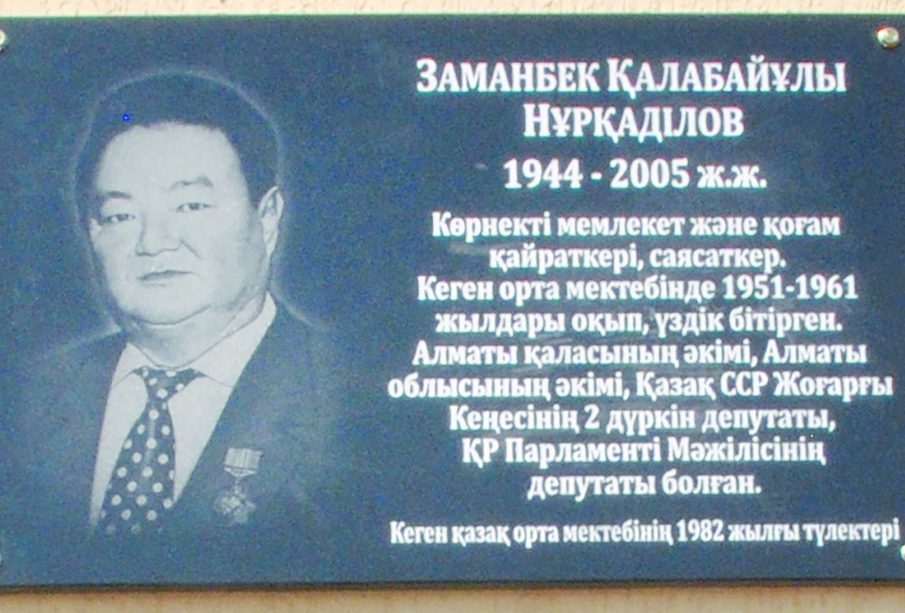 ЗАМАНБЕК ҚАЛАБАЙҰЛЫ
НҰРҚАДІЛОВ
1944 - 2005 ж.ж.
Көрнекті мемлекет және қоғам
қайраткері, саясаткер.
Кеген орта мектебінде 1951-1961
жылдары оқып, үздік бітірген.
Алматы қаласының әкімі, Алматы
облысының әкімі, Қазақ ССР Жоғарғы
Кеңесінің 2 дүркін депутаты,
ҚР Парламенті Мәжілісінің
депутаты болған.
Кеген қазақ орта мектебінің 1982 жылғы түлектері